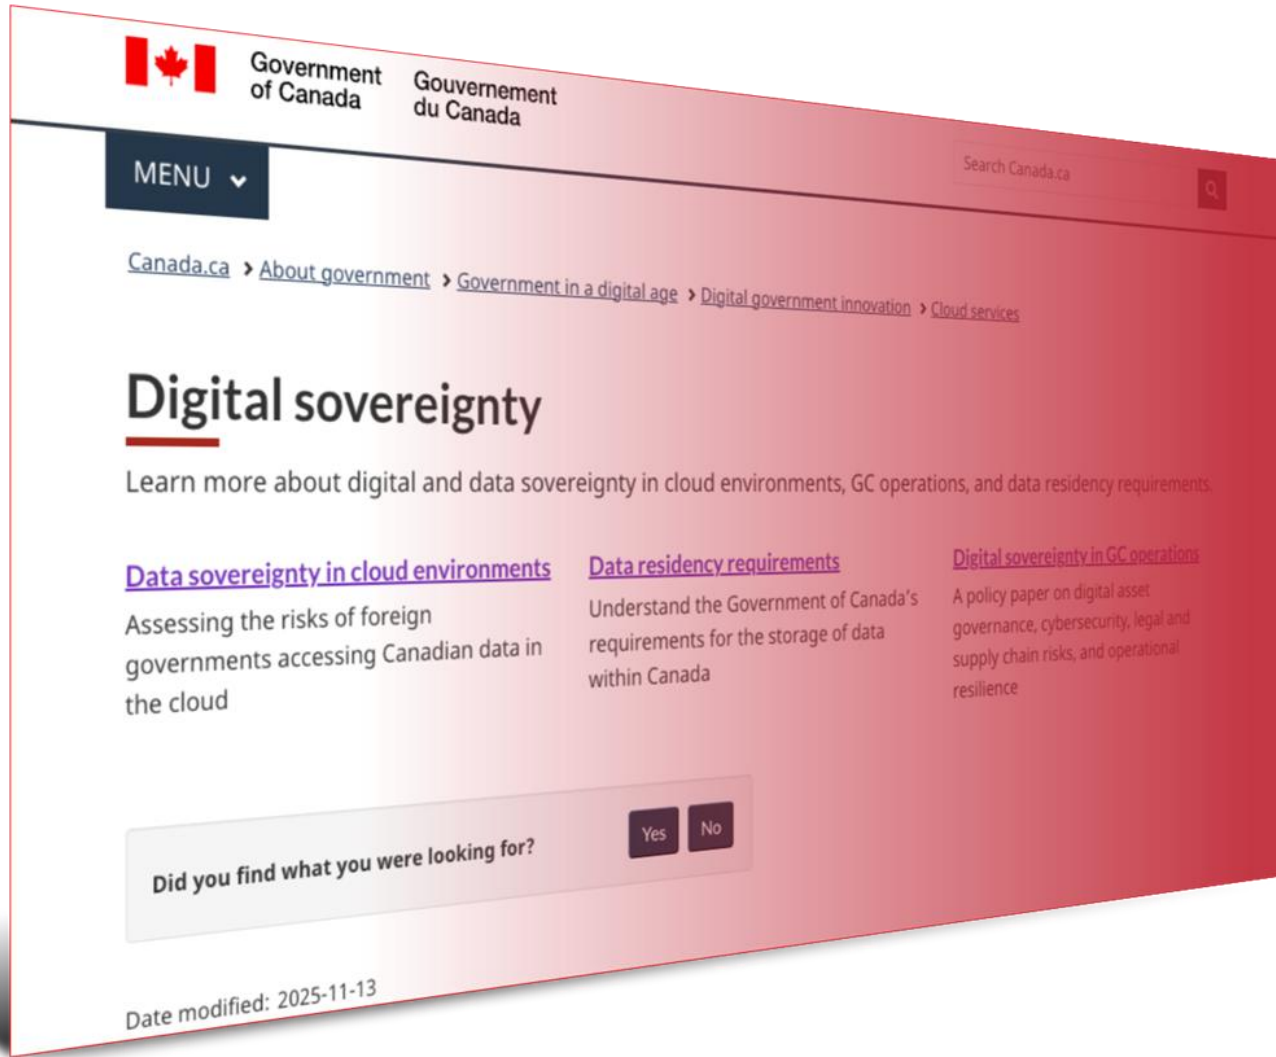 Government
of Canada
Gouvernement
du Canada
MENU
Search Canada.ca
Canada.ca > About government > Government in a digital age > Digital government innovation > Cloud services
Digital sovereignty
Learn more about digital and data sovereignty in cloud environments, GC operations, and data residency requirements.
Data sovereignty in cloud environments
Assessing the risks of foreign
governments accessing Canadian data in
the cloud
Data residency requirements
Understand the Government of Canada's
requirements for the storage of data
within Canada
Digital sovereignty in GC operations
A policy paper on digital asset
governance, cybersecurity, legal and
supply chain risks, and operational
resilience
Did you find what you were looking for?
Yes
No
Date modified: 2025-11-13